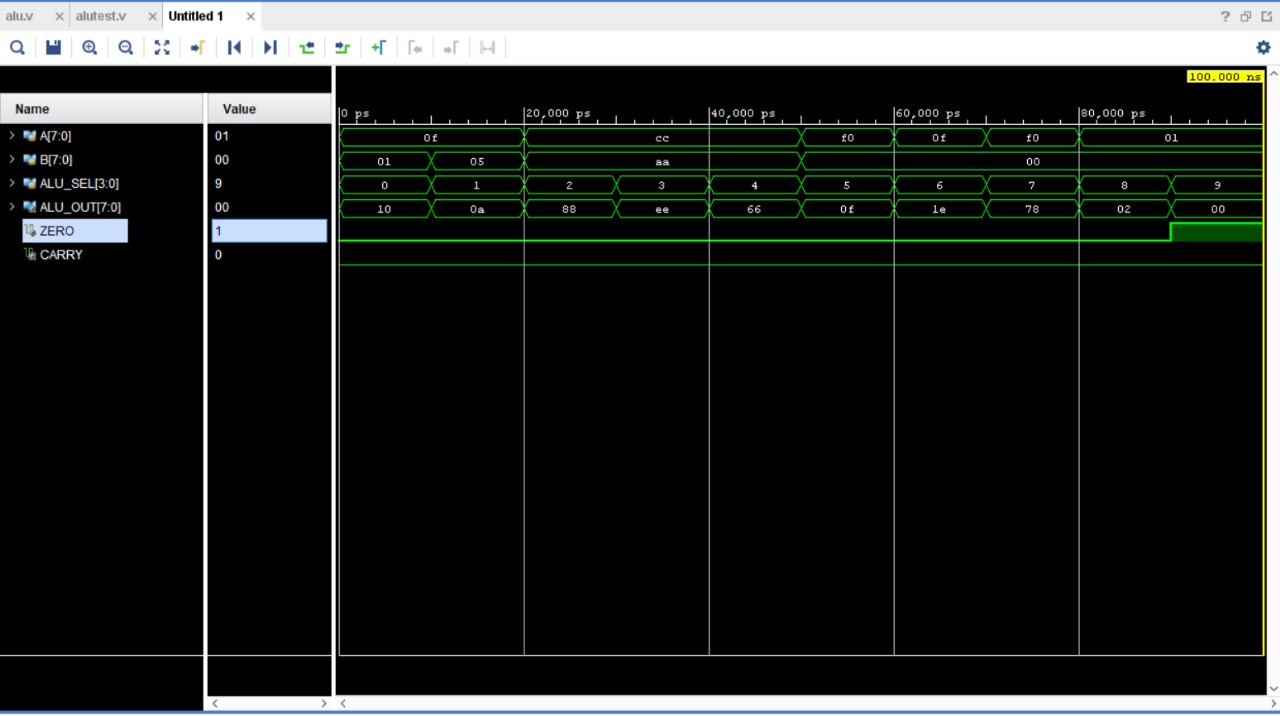 alu.v alutest.v Untitled 1
100.000 ns
Name Value
0 ps 20,000 ps 40,000 ps 60,000 ps 80,000 ps
A[7:0] 01 0f cc f0 0f f0 01
B[7:0] 00 01 05 aa 00
ALU_SEL[3:0] 9 0 1 2 3 4 5 6 7 8 9
ALU_OUT[7:0] 00 10 0a 88 ee 66 0f 1e 78 02 00
ZERO 1
CARRY 0